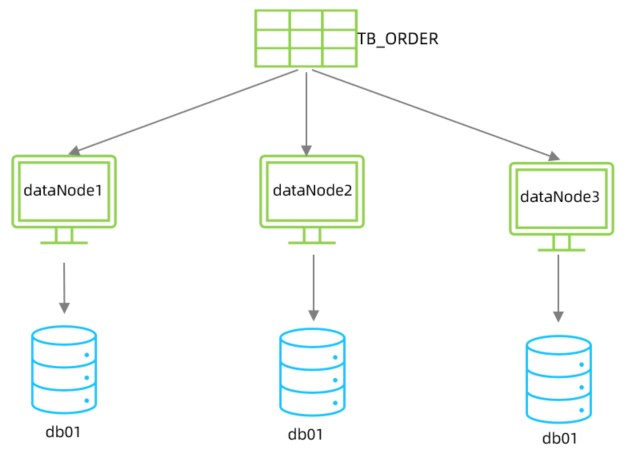 TB_ORDER
dataNode1
dataNode2
dataNode3
db01
db01
db01